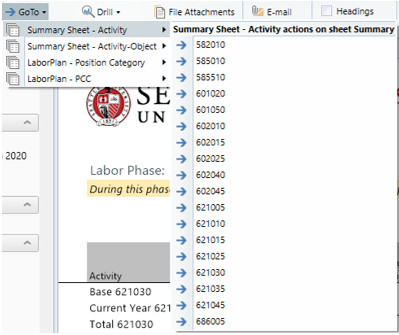 GoTo
Drill
File Attachments
E-mail
Headings
Summary Sheet - Activity
Summary Sheet - Activity-Object
LaborPlan - Position Category
LaborPlan - PCC
Summary Sheet - Activity actions on sheet Summary
582010
585010
585510
601020
601050
602010
602015
602025
602040
602045
621005
621010
621015
621025
621030
621035
621045
686005
2020
SE
UN
Labor Phase:
During this phas
Activity
Base 621030
Current Year 621
Total 621030